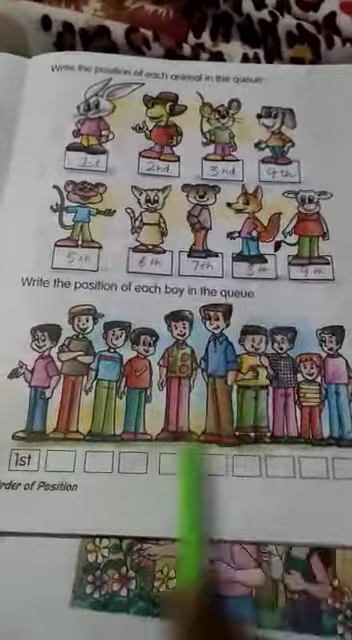 Write the position of each animal in the queue
1st 2nd 3nd 4th
5th 6th 7th 8th 9th
Write the position of each boy in the queue
1st
rder of Position